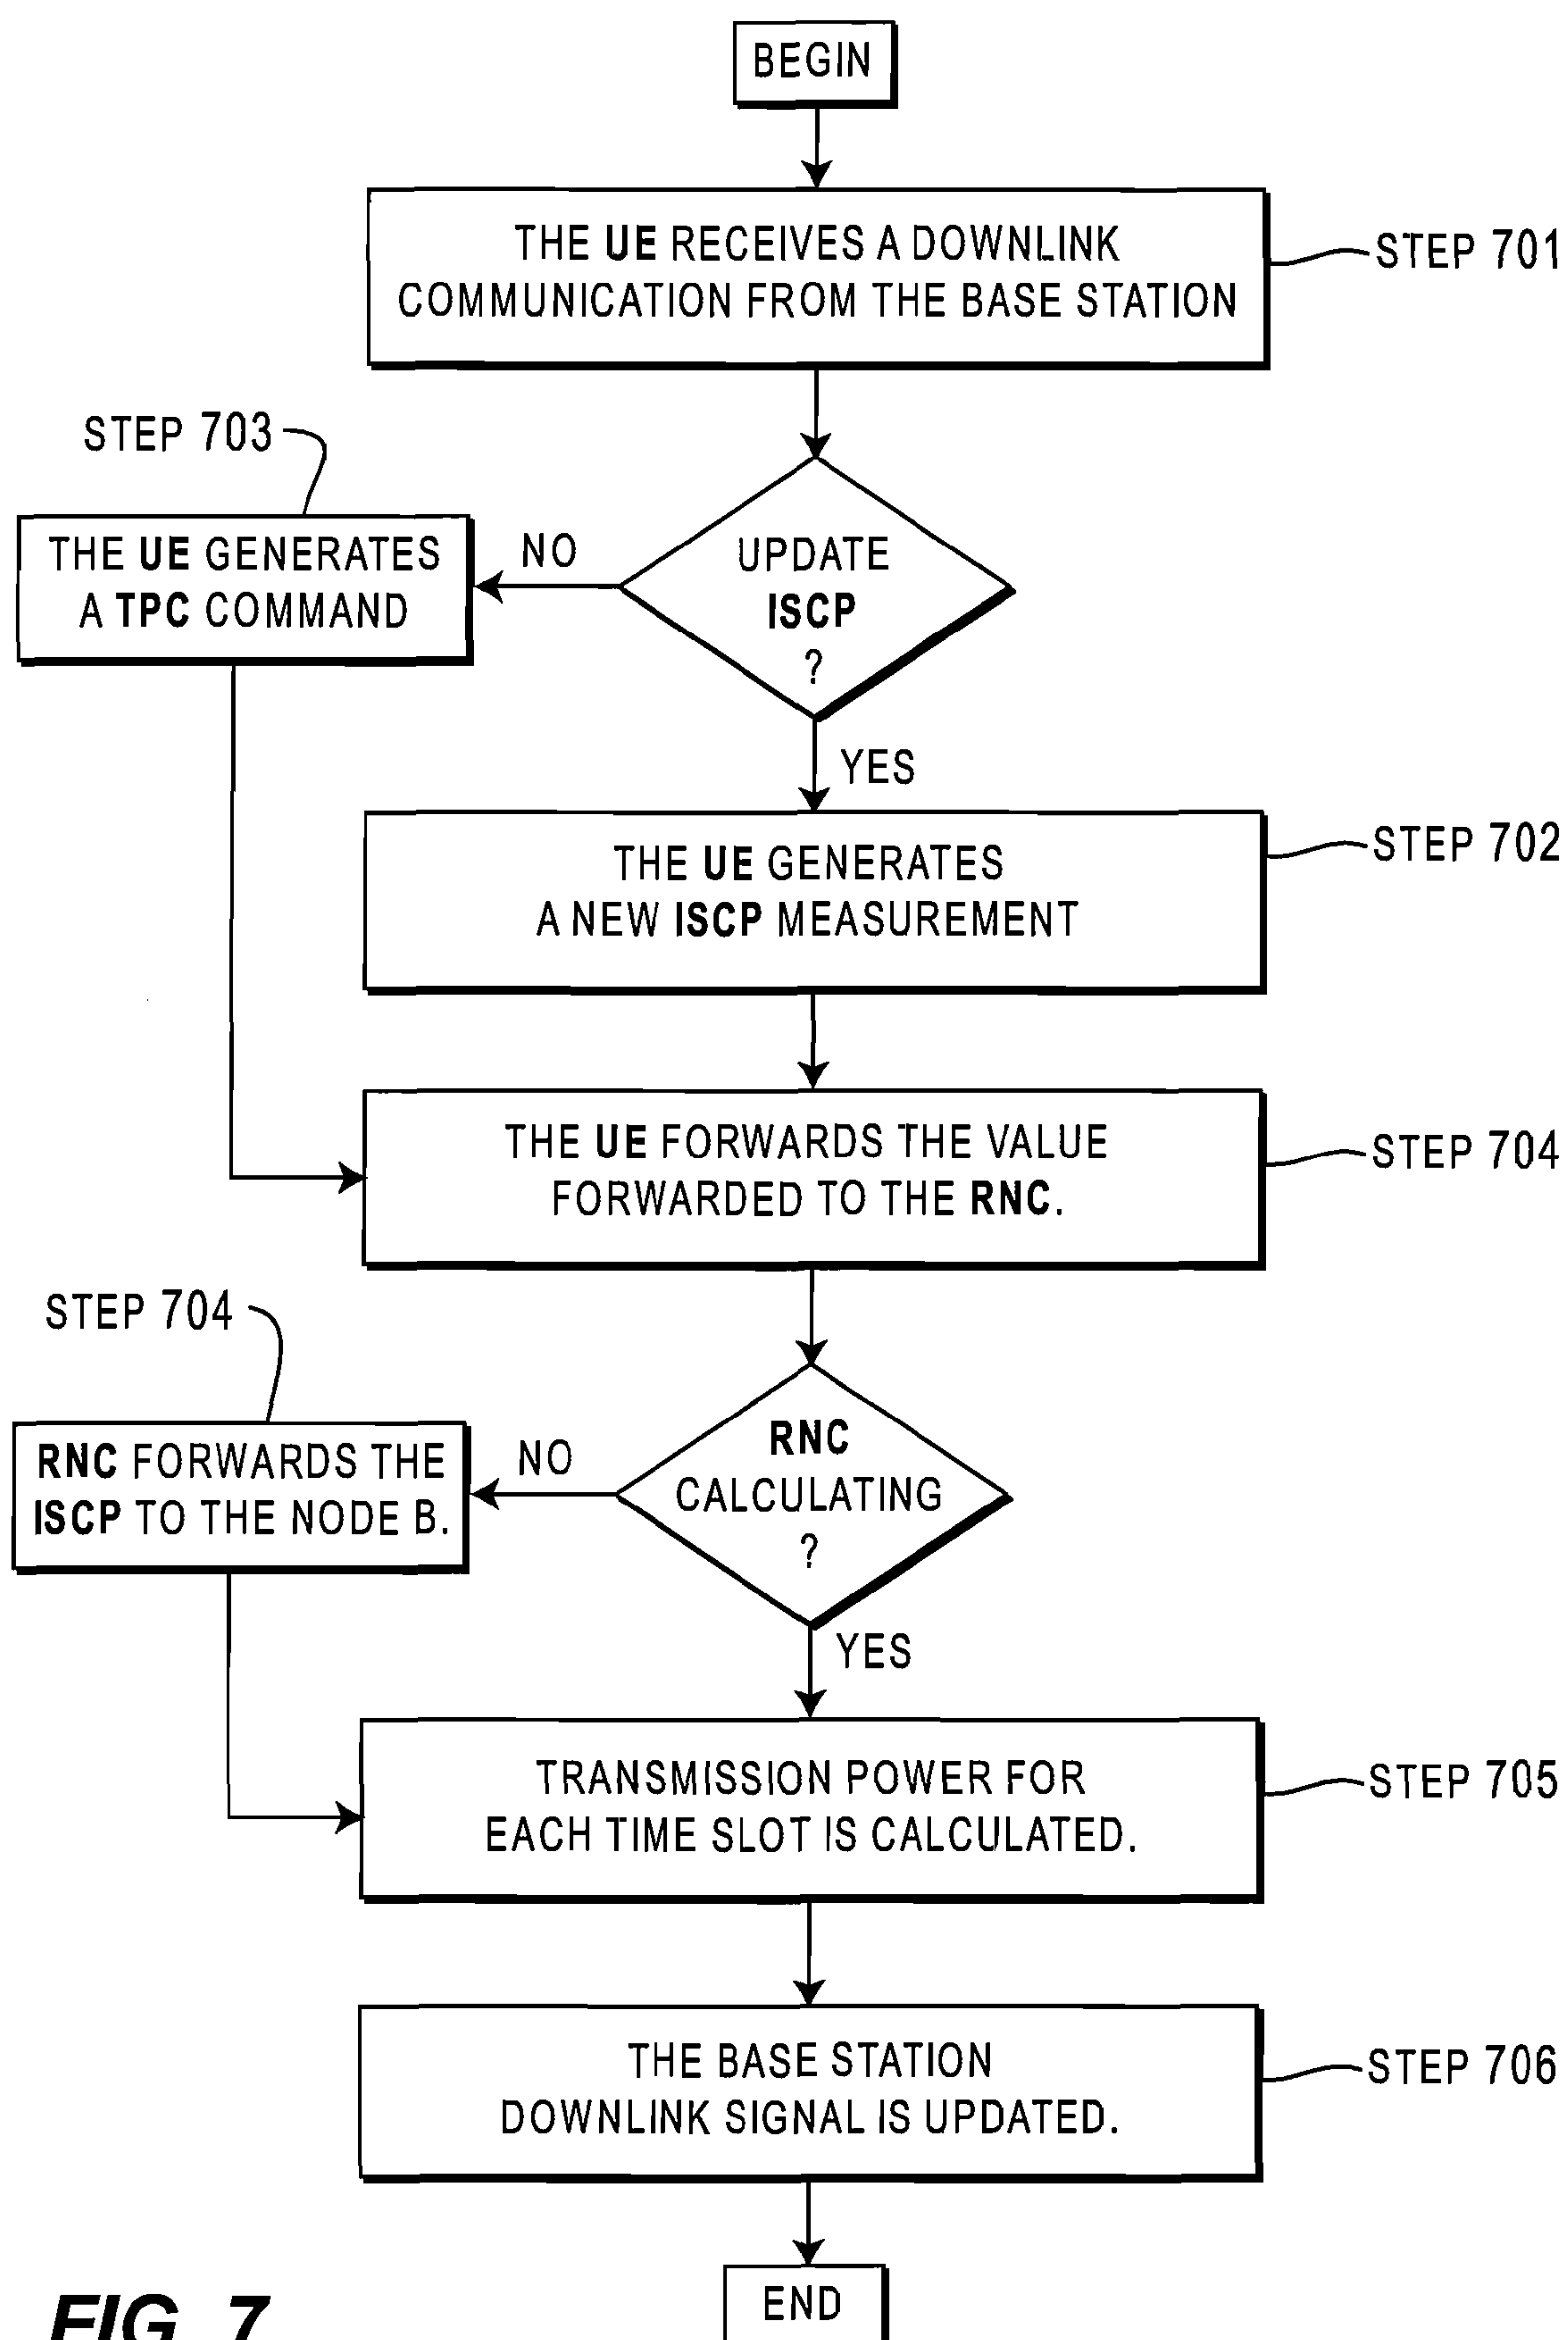 BEGIN
THE UE RECEIVES A DOWNLINK
COMMUNICATION FROM THE BASE STATION
STEP 701
STEP 703
THE UE GENERATES
A TPC COMMAND
NO
UPDATE
ISCP
?
YES
THE UE GENERATES
A NEW ISCP MEASUREMENT
STEP 702
THE UE FORWARDS THE VALUE
FORWARDED TO THE RNC.
STEP 704
STEP 704
RNC FORWARDS THE
ISCP TO THE NODE B.
NO
RNC
CALCULATING
?
YES
TRANSMISSION POWER FOR
EACH TIME SLOT IS CALCULATED.
STEP 705
THE BASE STATION
DOWNLINK SIGNAL IS UPDATED.
STEP 706
END
FIG. 7